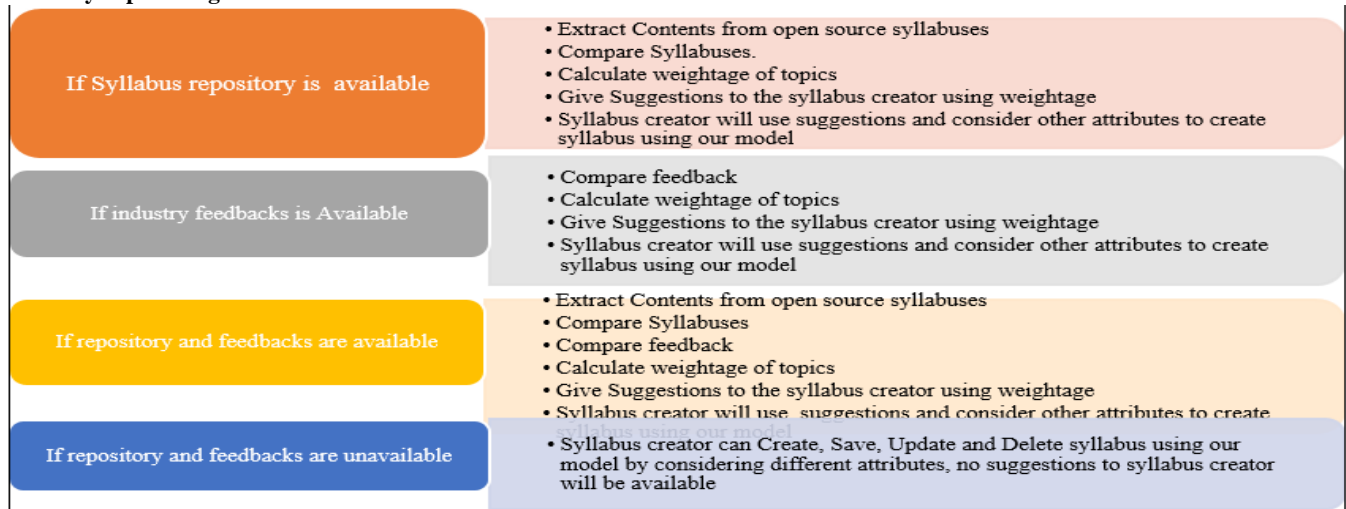 If Syllabus repository is available
• Extract Contents from open source syllabuses
• Compare Syllabuses.
• Calculate weightage of topics
• Give Suggestions to the syllabus creator using weightage
• Syllabus creator will use suggestions and consider other attributes to create
syllabus using our model
If industry feedbacks is Available
• Compare feedback
• Calculate weightage of topics
• Give Suggestions to the syllabus creator using weightage
• Syllabus creator will use suggestions and consider other attributes to create
syllabus using our model
If repository and feedbacks are available
• Extract Contents from open source syllabuses
• Compare Syllabuses
• Compare feedback
• Calculate weightage of topics
• Give Suggestions to the syllabus creator using weightage
• Syllabus creator will use suggestions and consider other attributes to create
syllabus using our model
If repository and feedbacks are unavailable
• Syllabus creator can Create, Save, Update and Delete syllabus using our
model by considering different attributes, no suggestions to syllabus creator
will be available